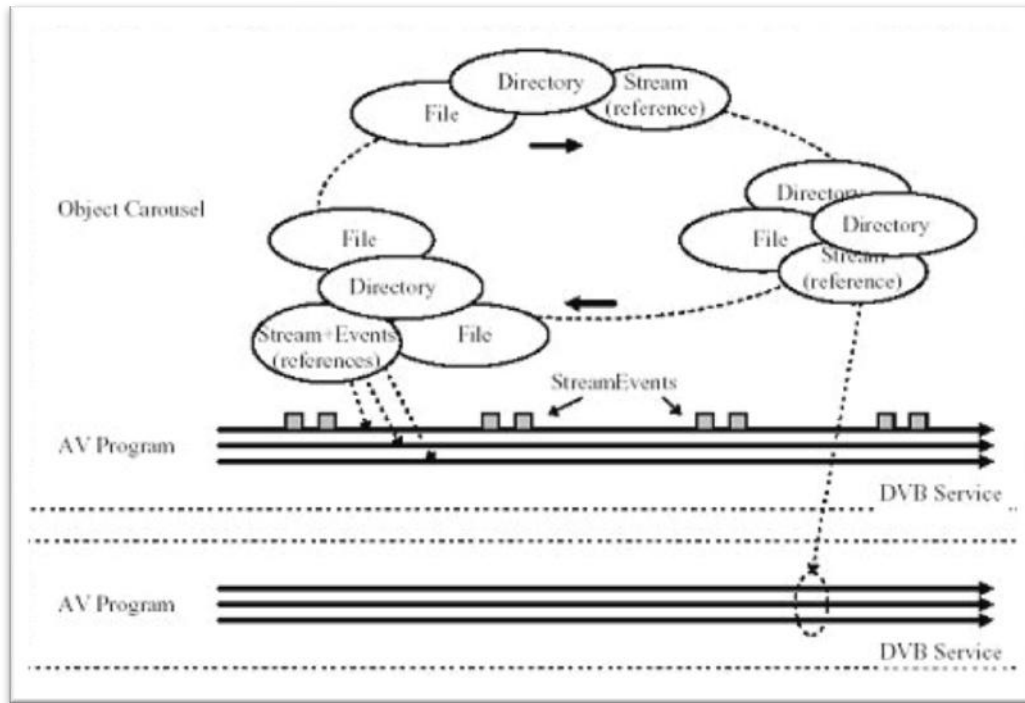 Directory
Stream
(reference)
File
Object Carousel
Directory
File
Directory
File
Stream
(reference)
Directory
Stream+Events
(references)
File
StreamEvents
AV Program
DVB Service
AV Program
DVB Service